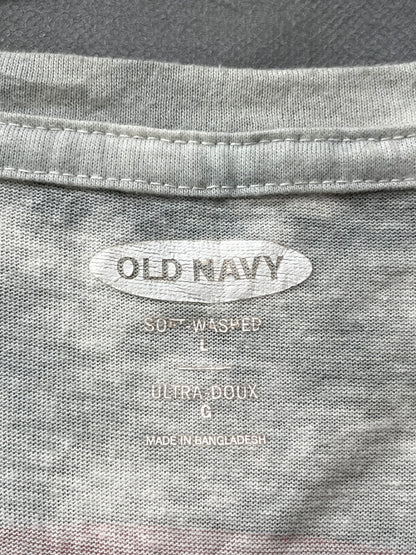 OLD NAVY
SOFT-WASHED
L
ULTRA-DOUX
G
MADE IN BANGLADESH